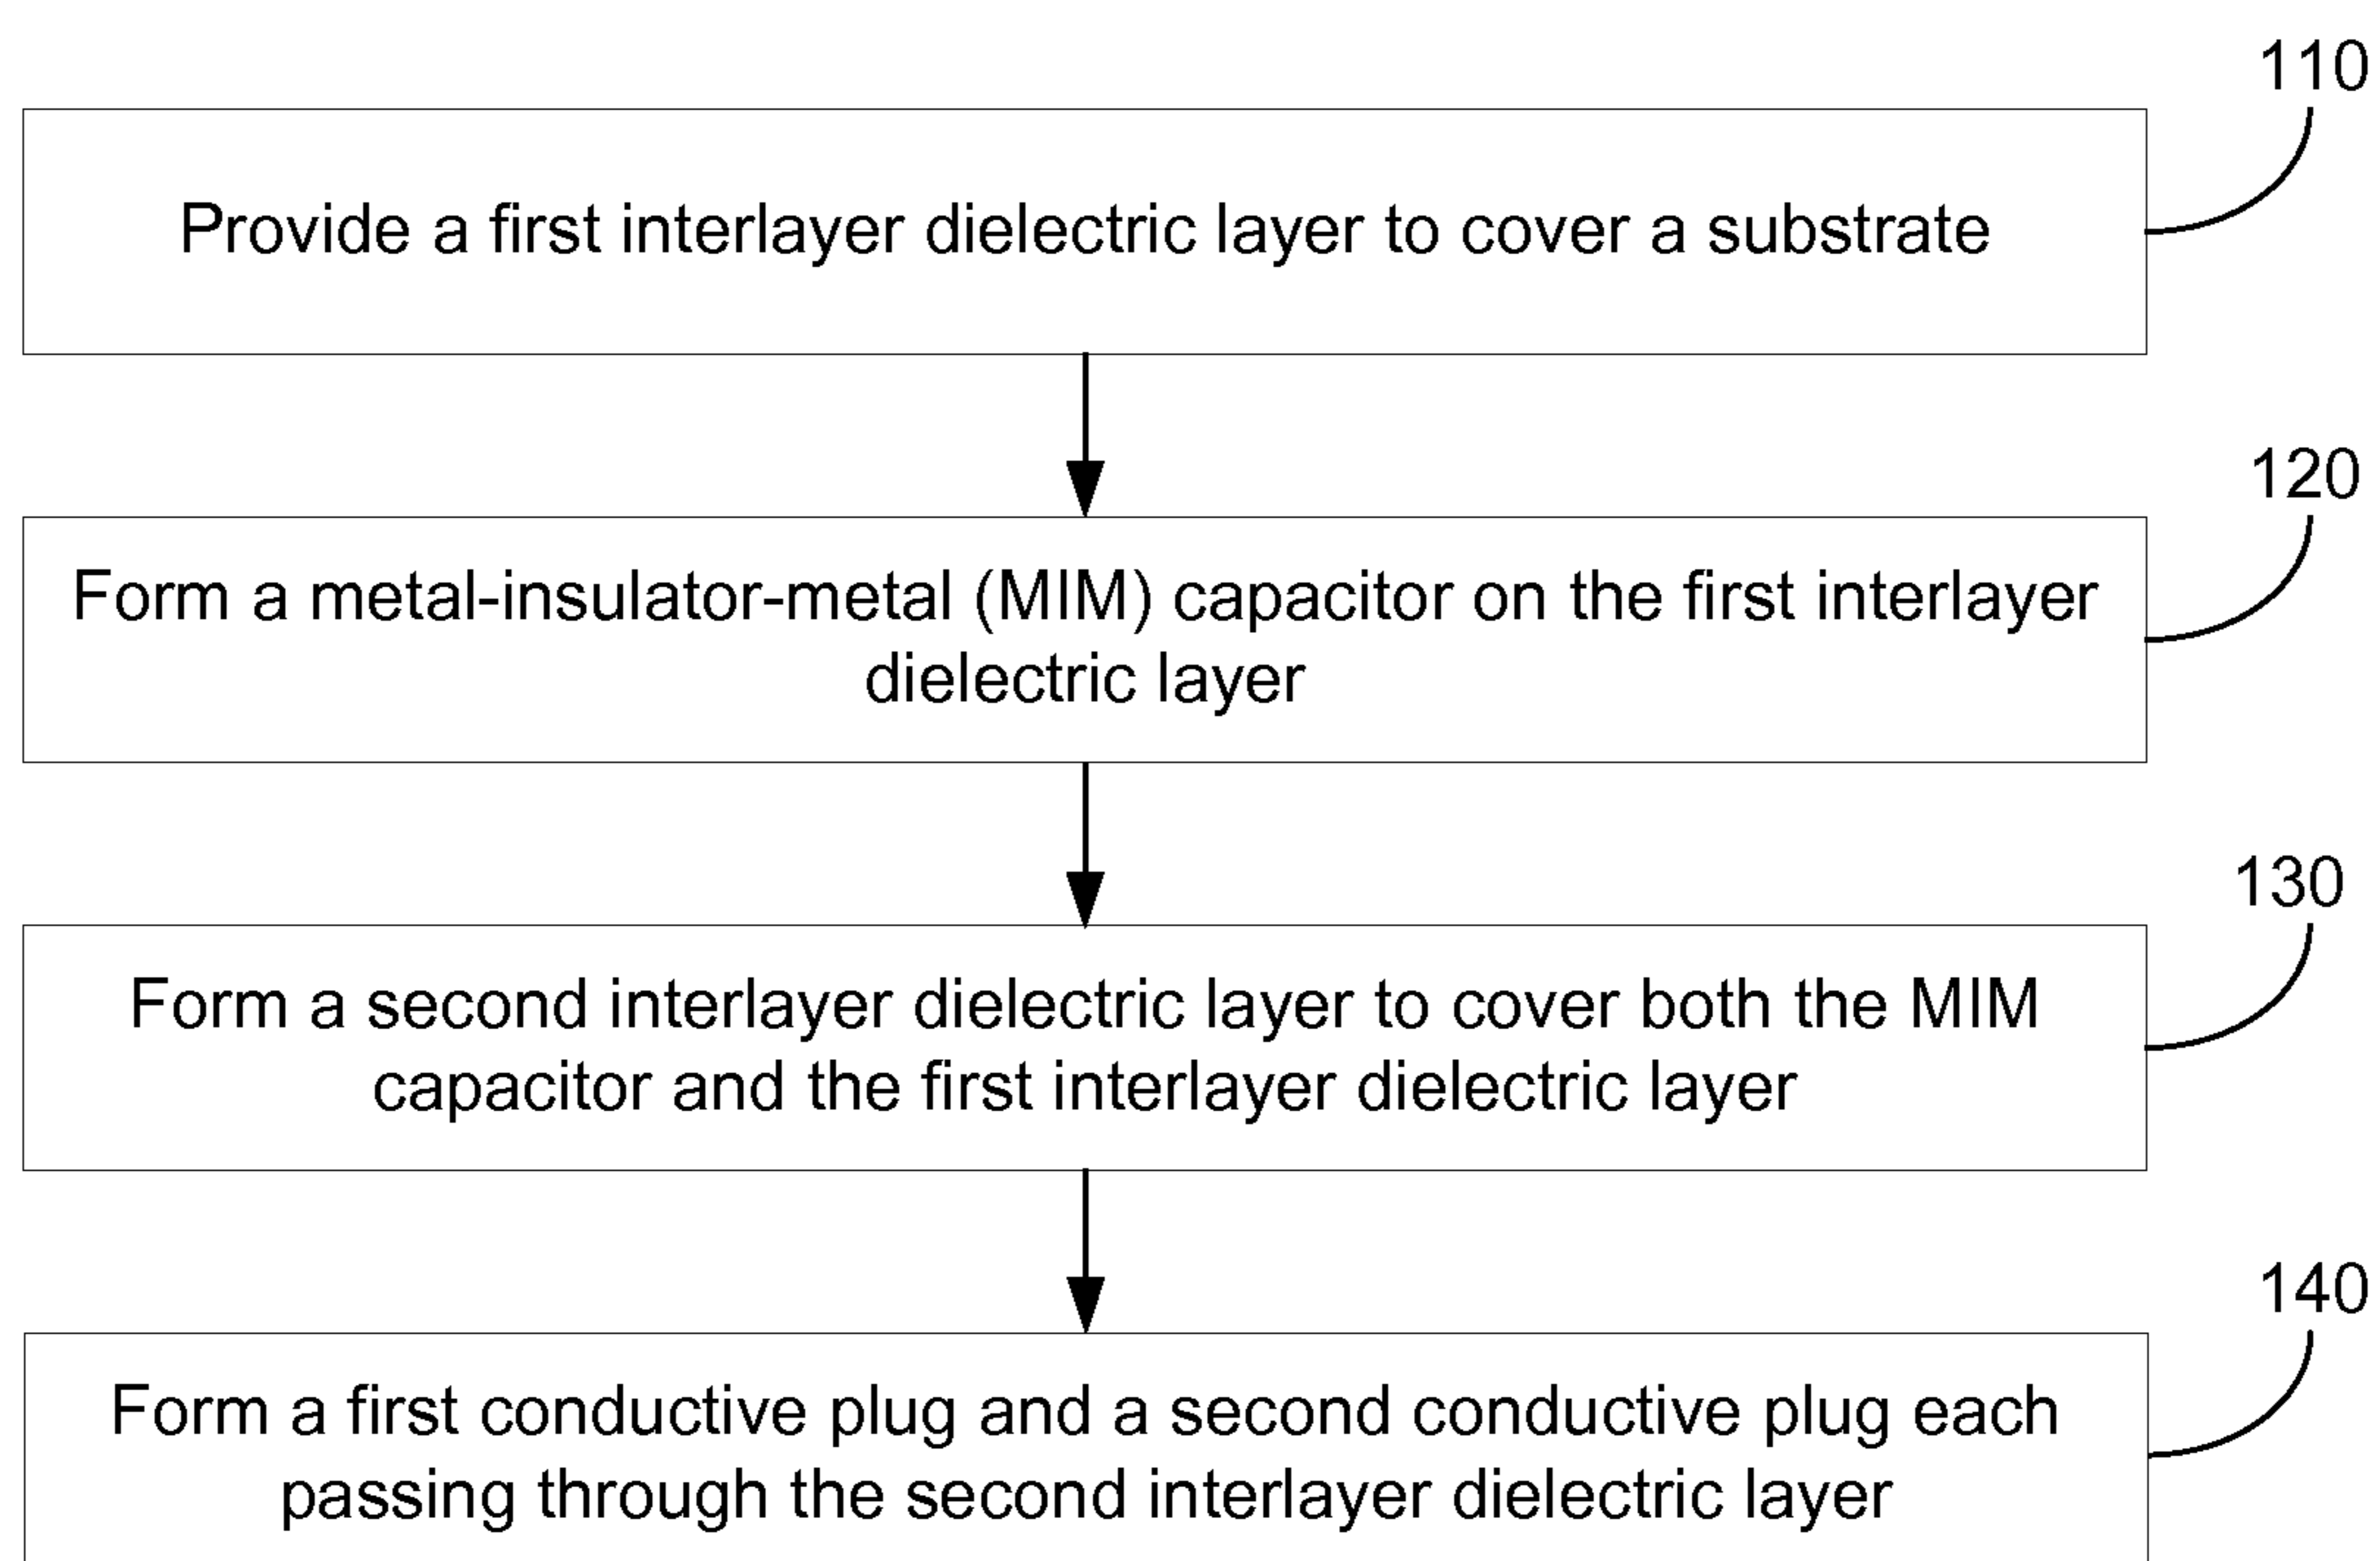 110
Provide a first interlayer dielectric layer to cover a substrate
120
Form a metal-insulator-metal (MIM) capacitor on the first interlayer
dielectric layer
130
Form a second interlayer dielectric layer to cover both the MIM
capacitor and the first interlayer dielectric layer
140
Form a first conductive plug and a second conductive plug each
passing through the second interlayer dielectric layer